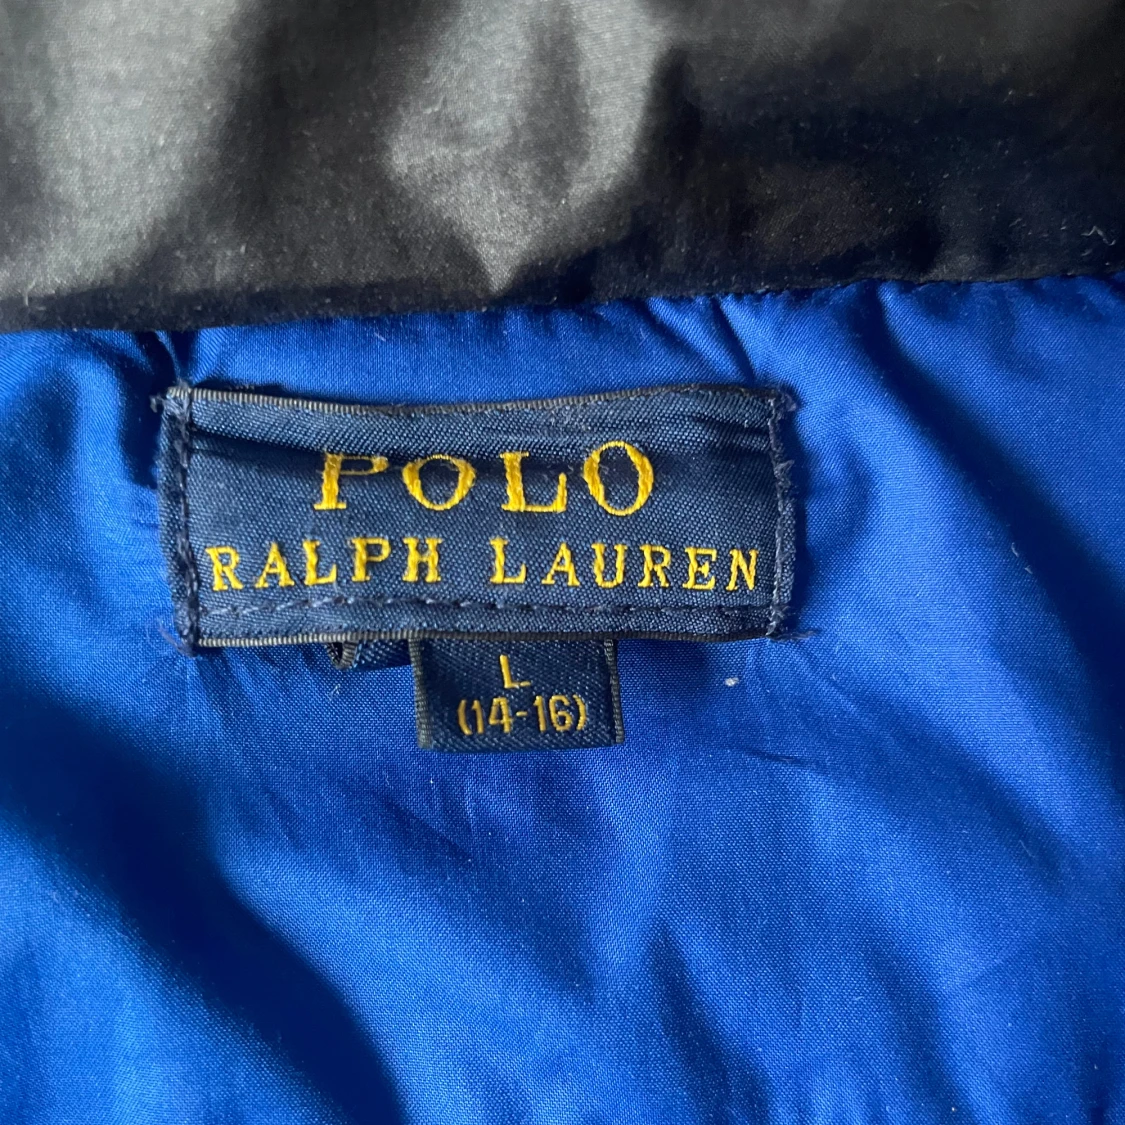 POLO
RALPH LAUREN
L
(14-16)